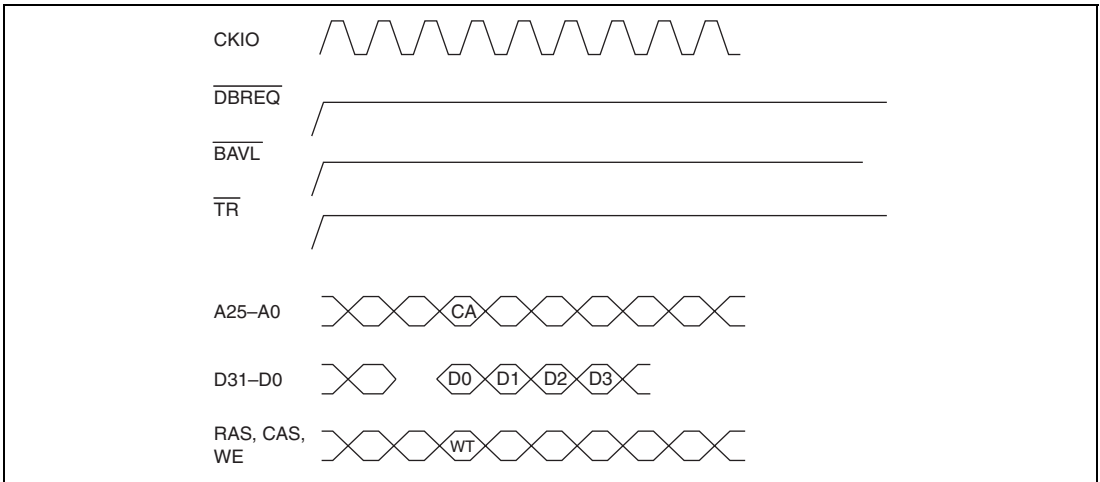 CKIO
DBREQ
BAVL
TR
A25–A0 CA
D31–D0 D0 D1 D2 D3
RAS, CAS,
WE WT